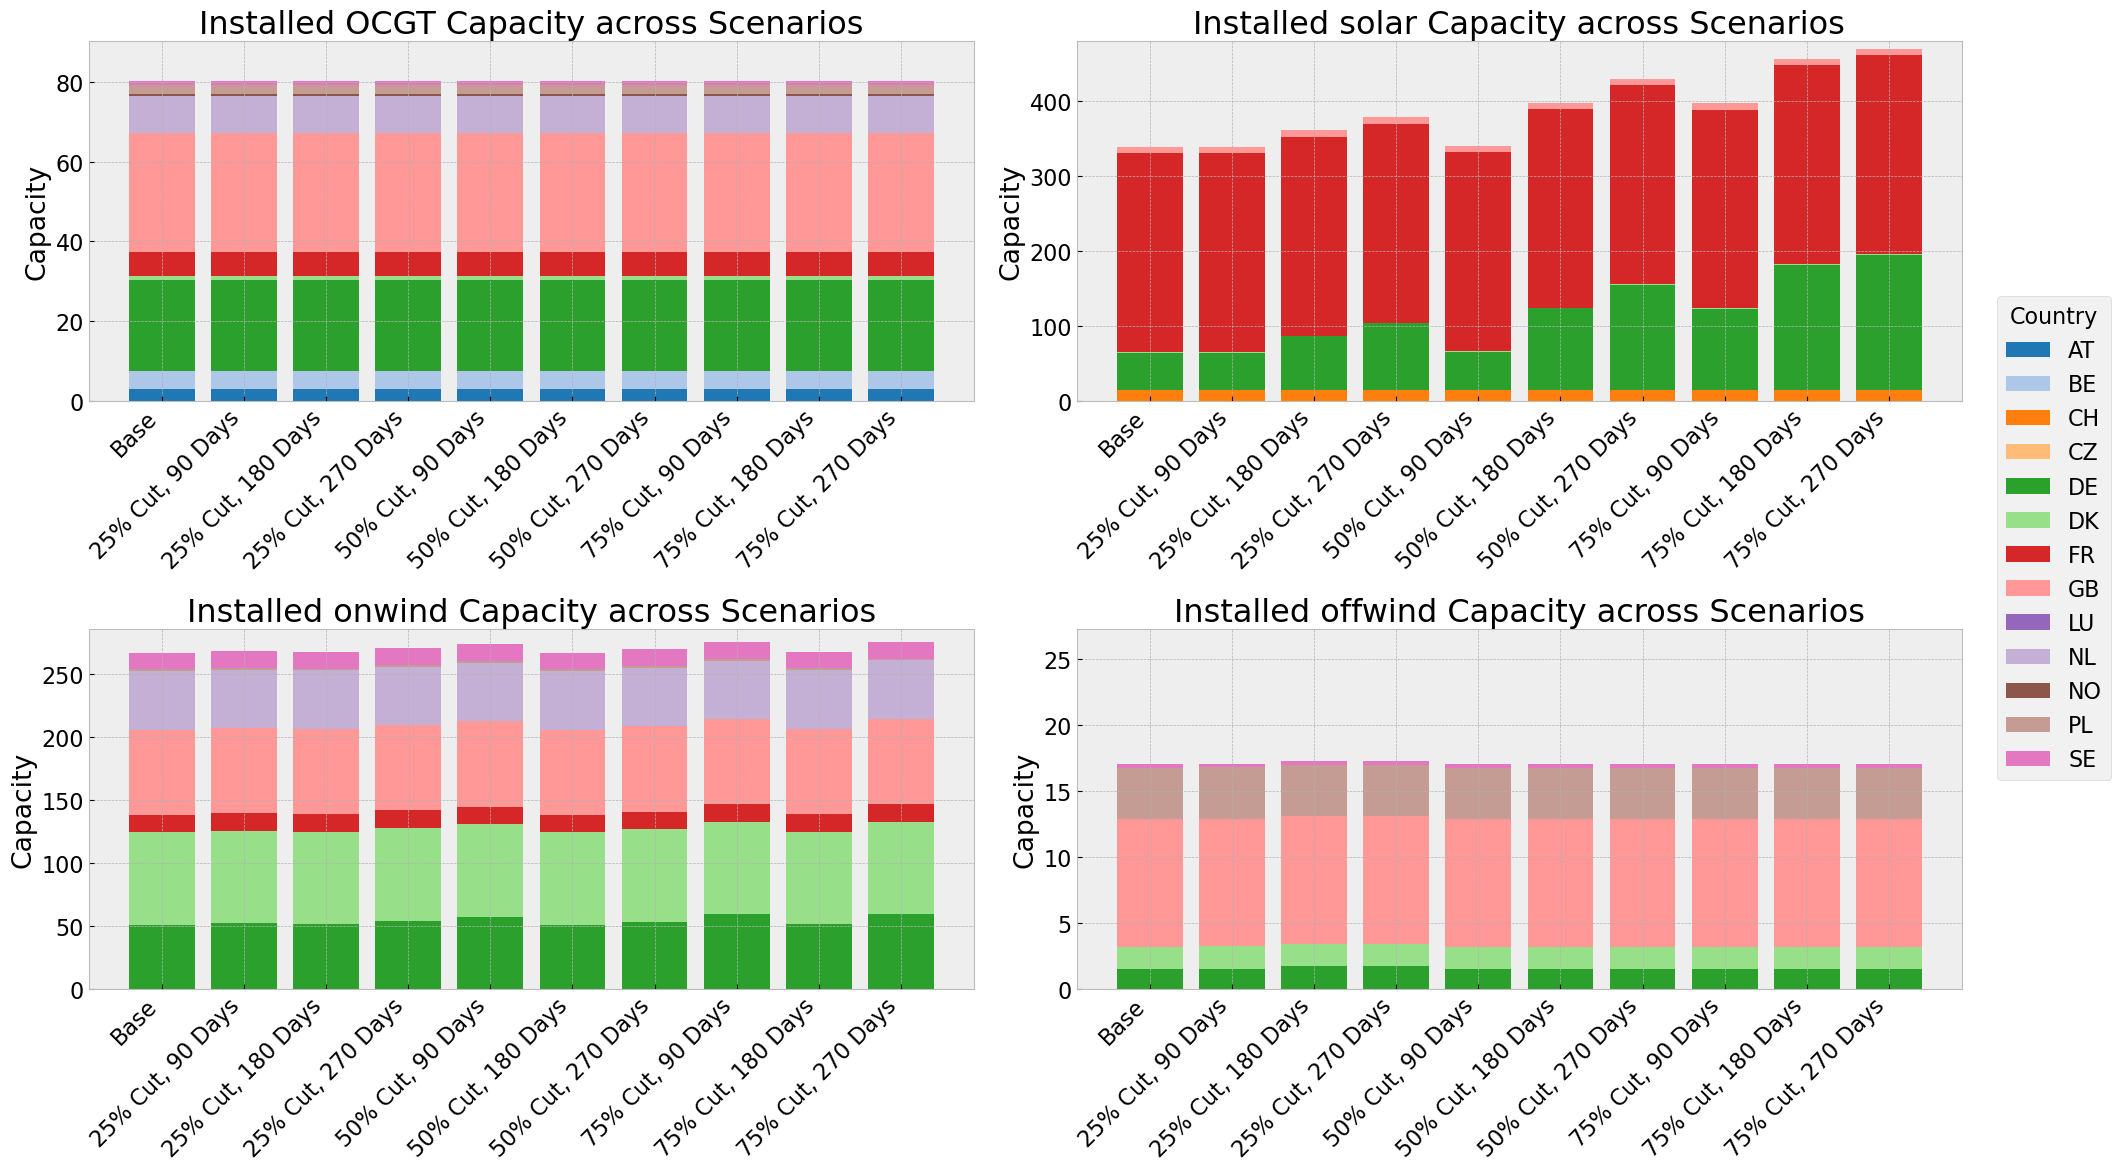 Installed OCGT Capacity across Scenarios
Capacity
80
60
40
20
0
Base
25% Cut, 90 Days
25% Cut, 180 Days
25% Cut, 270 Days
50% Cut, 90 Days
50% Cut, 180 Days
50% Cut, 270 Days
75% Cut, 90 Days
75% Cut, 180 Days
75% Cut, 270 Days
Installed solar Capacity across Scenarios
Capacity
400
300
200
100
0
Base
25% Cut, 90 Days
25% Cut, 180 Days
25% Cut, 270 Days
50% Cut, 90 Days
50% Cut, 180 Days
50% Cut, 270 Days
75% Cut, 90 Days
75% Cut, 180 Days
75% Cut, 270 Days
Installed onwind Capacity across Scenarios
Capacity
250
200
150
100
50
0
Base
25% Cut, 90 Days
25% Cut, 180 Days
25% Cut, 270 Days
50% Cut, 90 Days
50% Cut, 180 Days
50% Cut, 270 Days
75% Cut, 90 Days
75% Cut, 180 Days
75% Cut, 270 Days
Installed offwind Capacity across Scenarios
Capacity
25
20
15
10
5
0
Base
25% Cut, 90 Days
25% Cut, 180 Days
25% Cut, 270 Days
50% Cut, 90 Days
50% Cut, 180 Days
50% Cut, 270 Days
75% Cut, 90 Days
75% Cut, 180 Days
75% Cut, 270 Days
Country
AT
BE
CH
CZ
DE
DK
FR
GB
LU
NL
NO
PL
SE